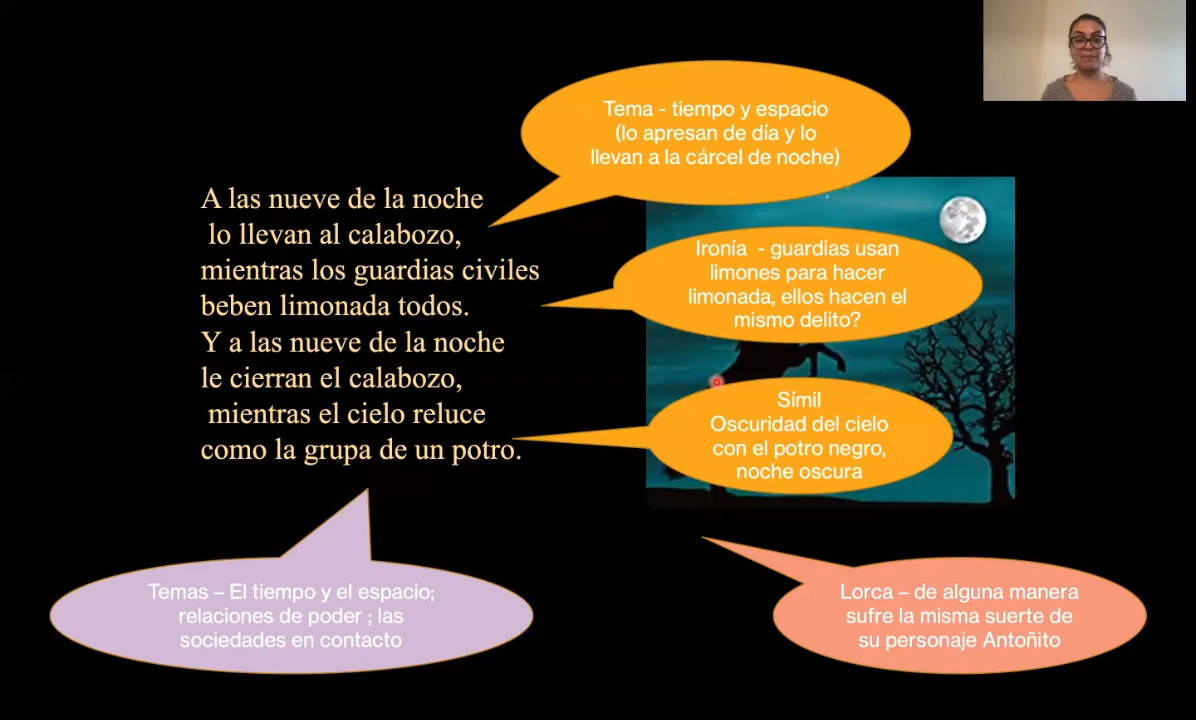 Tema - tiempo y espacio
(lo apresan de día y lo
llevan a la cárcel de noche)
A las nueve de la noche
lo llevan al calabozo,
mientras los guardias civiles
beben limonada todos.
Y a las nueve de la noche
le cierran el calabozo,
mientras el cielo reluce
como la grupa de un potro.
Ironía - guardias usan
limones para hacer
limonada, ellos hacen el
mismo delito?
Símil
Oscuridad del cielo
con el potro negro,
noche oscura
Temas – El tiempo y el espacio;
relaciones de poder ; las
sociedades en contacto
Lorca – de alguna manera
sufre la misma suerte de
su personaje Antoñito